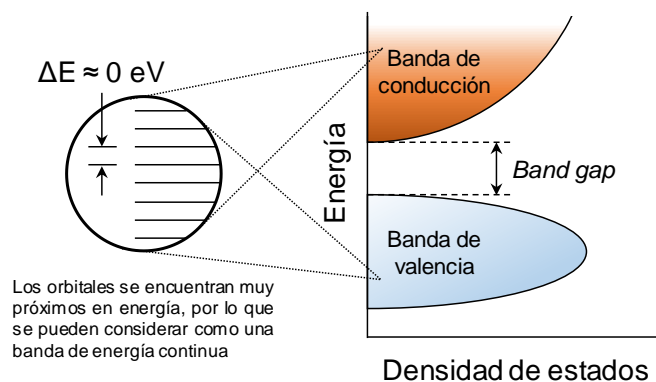 ΔE ≈ 0 eV
Los orbitales se encuentran muy
próximos en energía, por lo que
se pueden considerar como una
banda de energía continua
Energía
Banda de
conducción
Band gap
Banda de
valencia
Densidad de estados